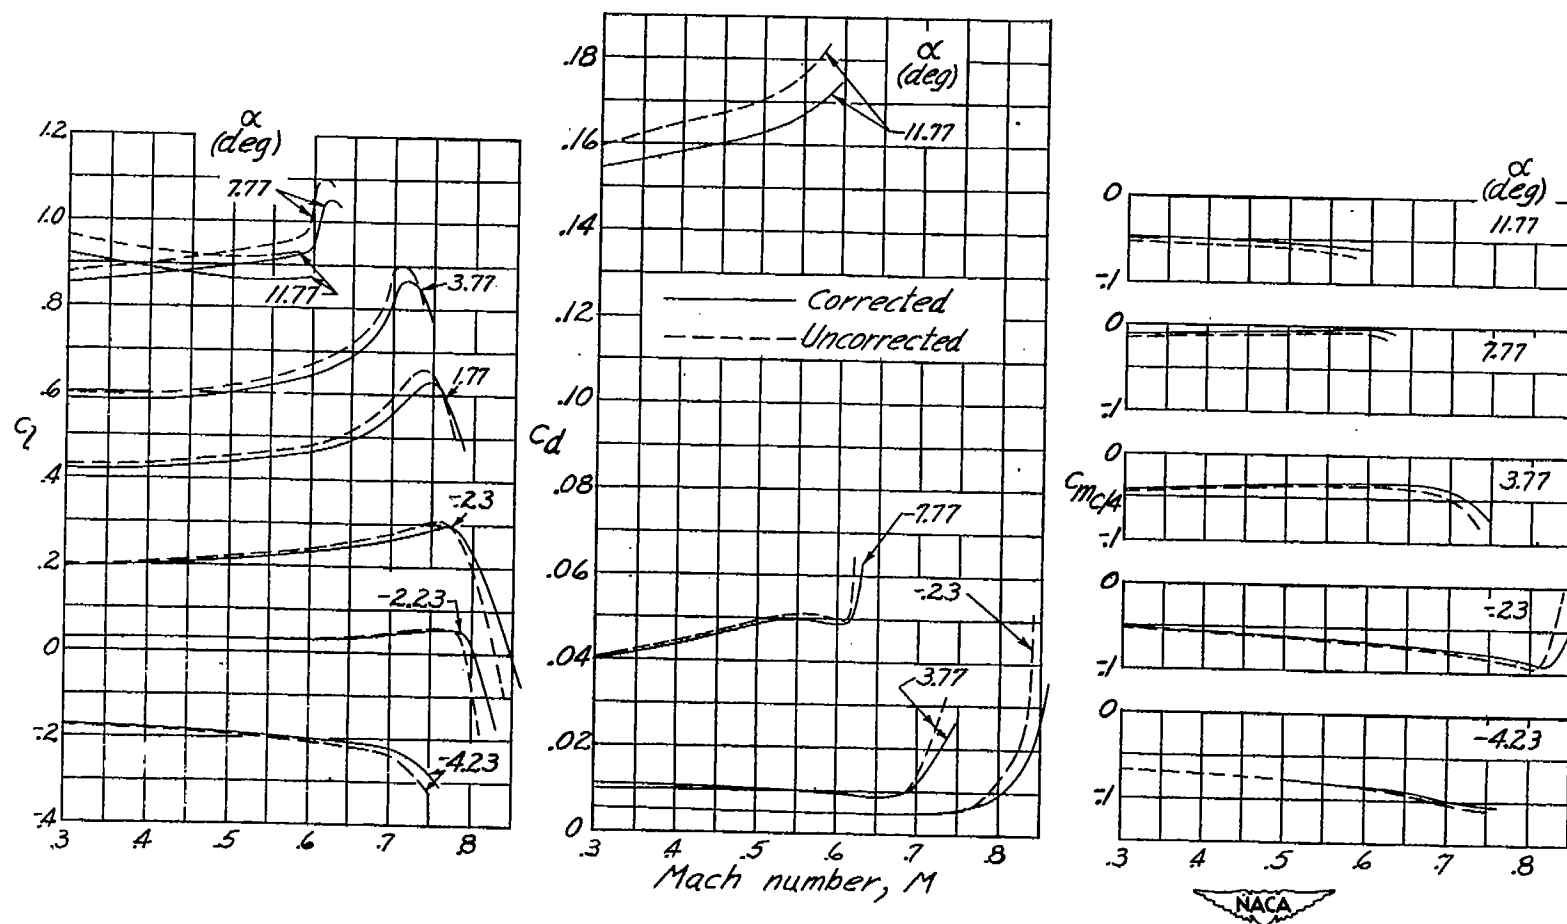 α
(deg)
1.2
1.0
.8
.6
.4
.2
0
-.2
-.4
c_l
7.77
11.77
3.77
1.77
-.23
-2.23
-4.23
.3 .4 .5 .6 .7 .8
α
(deg)
.18
.16
.14
.12
.10
.08
.06
.04
.02
0
c_d
11.77
Corrected
Uncorrected
7.77
-.23
3.77
.3 .4 .5 .6 .7 .8
Mach number, M
α
(deg)
0
11.77
-.1
0
7.77
-.1
0
3.77
c_m_c/4
-.1
0
-.23
-.1
0
-4.23
-.1
.3 .4 .5 .6 .7 .8
NACA